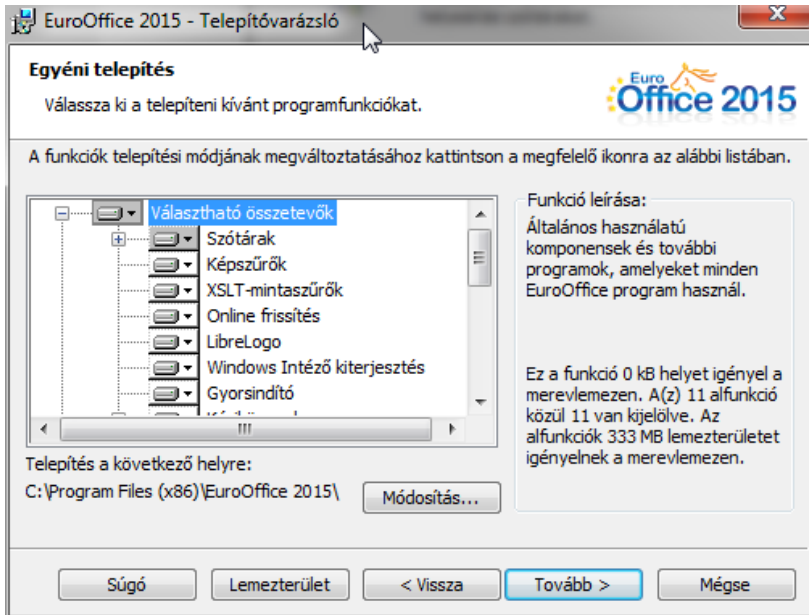 EuroOffice 2015 - Telepítővarázsló
Egyéni telepítés
Válassza ki a telepíteni kívánt programfunkciókat.
Euro
Office 2015
A funkciók telepítési módjának megváltoztatásához kattintson a megfelelő ikonra az alábbi listában.
Választható összetevők
Szótárak
Képszűrők
XSLT-mintaszűrők
Online frissítés
LibreLogo
Windows Intéző kiterjesztés
Gyorsindító
Funkció leírása:
Általános használatú
komponensek és további
programok, amelyeket minden
EuroOffice program használ.
Ez a funkció 0 kB helyet igényel a
merevlemezen. A(z) 11 alfunkció
közül 11 van kijelölve. Az
alfunkciók 333 MB lemezterületet
igényelnek a merevlemezen.
Telepítés a következő helyre:
C:\Program Files (x86)\EuroOffice 2015\
Módosítás...
Súgó
Lemezterület
< Vissza
Tovább >
Mégse